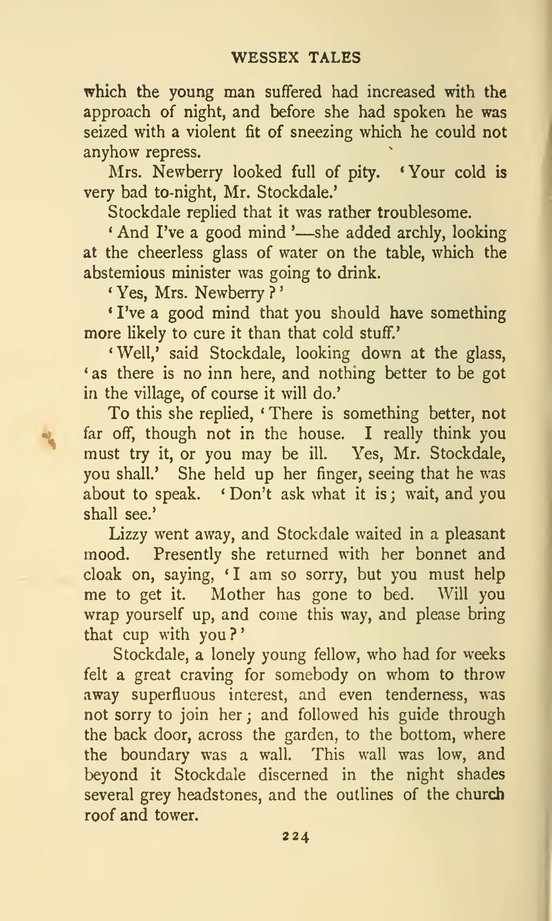 WESSEX TALES
which the young man suffered had increased with the
approach of night, and before she had spoken he was
seized with a violent fit of sneezing which he could not
anyhow repress.
Mrs. Newberry looked full of pity. ‘Your cold is
very bad to-night, Mr. Stockdale.’
Stockdale replied that it was rather troublesome.
‘And I've a good mind’—she added archly, looking
at the cheerless glass of water on the table, which the
abstemious minister was going to drink.
‘Yes, Mrs. Newberry?’
‘I've a good mind that you should have something
more likely to cure it than that cold stuff.’
‘Well,’ said Stockdale, looking down at the glass,
‘as there is no inn here, and nothing better to be got
in the village, of course it will do.’
To this she replied, ‘There is something better, not
far off, though not in the house. I really think you
must try it, or you may be ill. Yes, Mr. Stockdale,
you shall.’ She held up her finger, seeing that he was
about to speak. ‘Don't ask what it is; wait, and you
shall see.’
Lizzy went away, and Stockdale waited in a pleasant
mood. Presently she returned with her bonnet and
cloak on, saying, ‘I am so sorry, but you must help
me to get it. Mother has gone to bed. Will you
wrap yourself up, and come this way, and please bring
that cup with you?’
Stockdale, a lonely young fellow, who had for weeks
felt a great craving for somebody on whom to throw
away superfluous interest, and even tenderness, was
not sorry to join her; and followed his guide through
the back door, across the garden, to the bottom, where
the boundary was a wall. This wall was low, and
beyond it Stockdale discerned in the night shades
several grey headstones, and the outlines of the church
roof and tower.
224